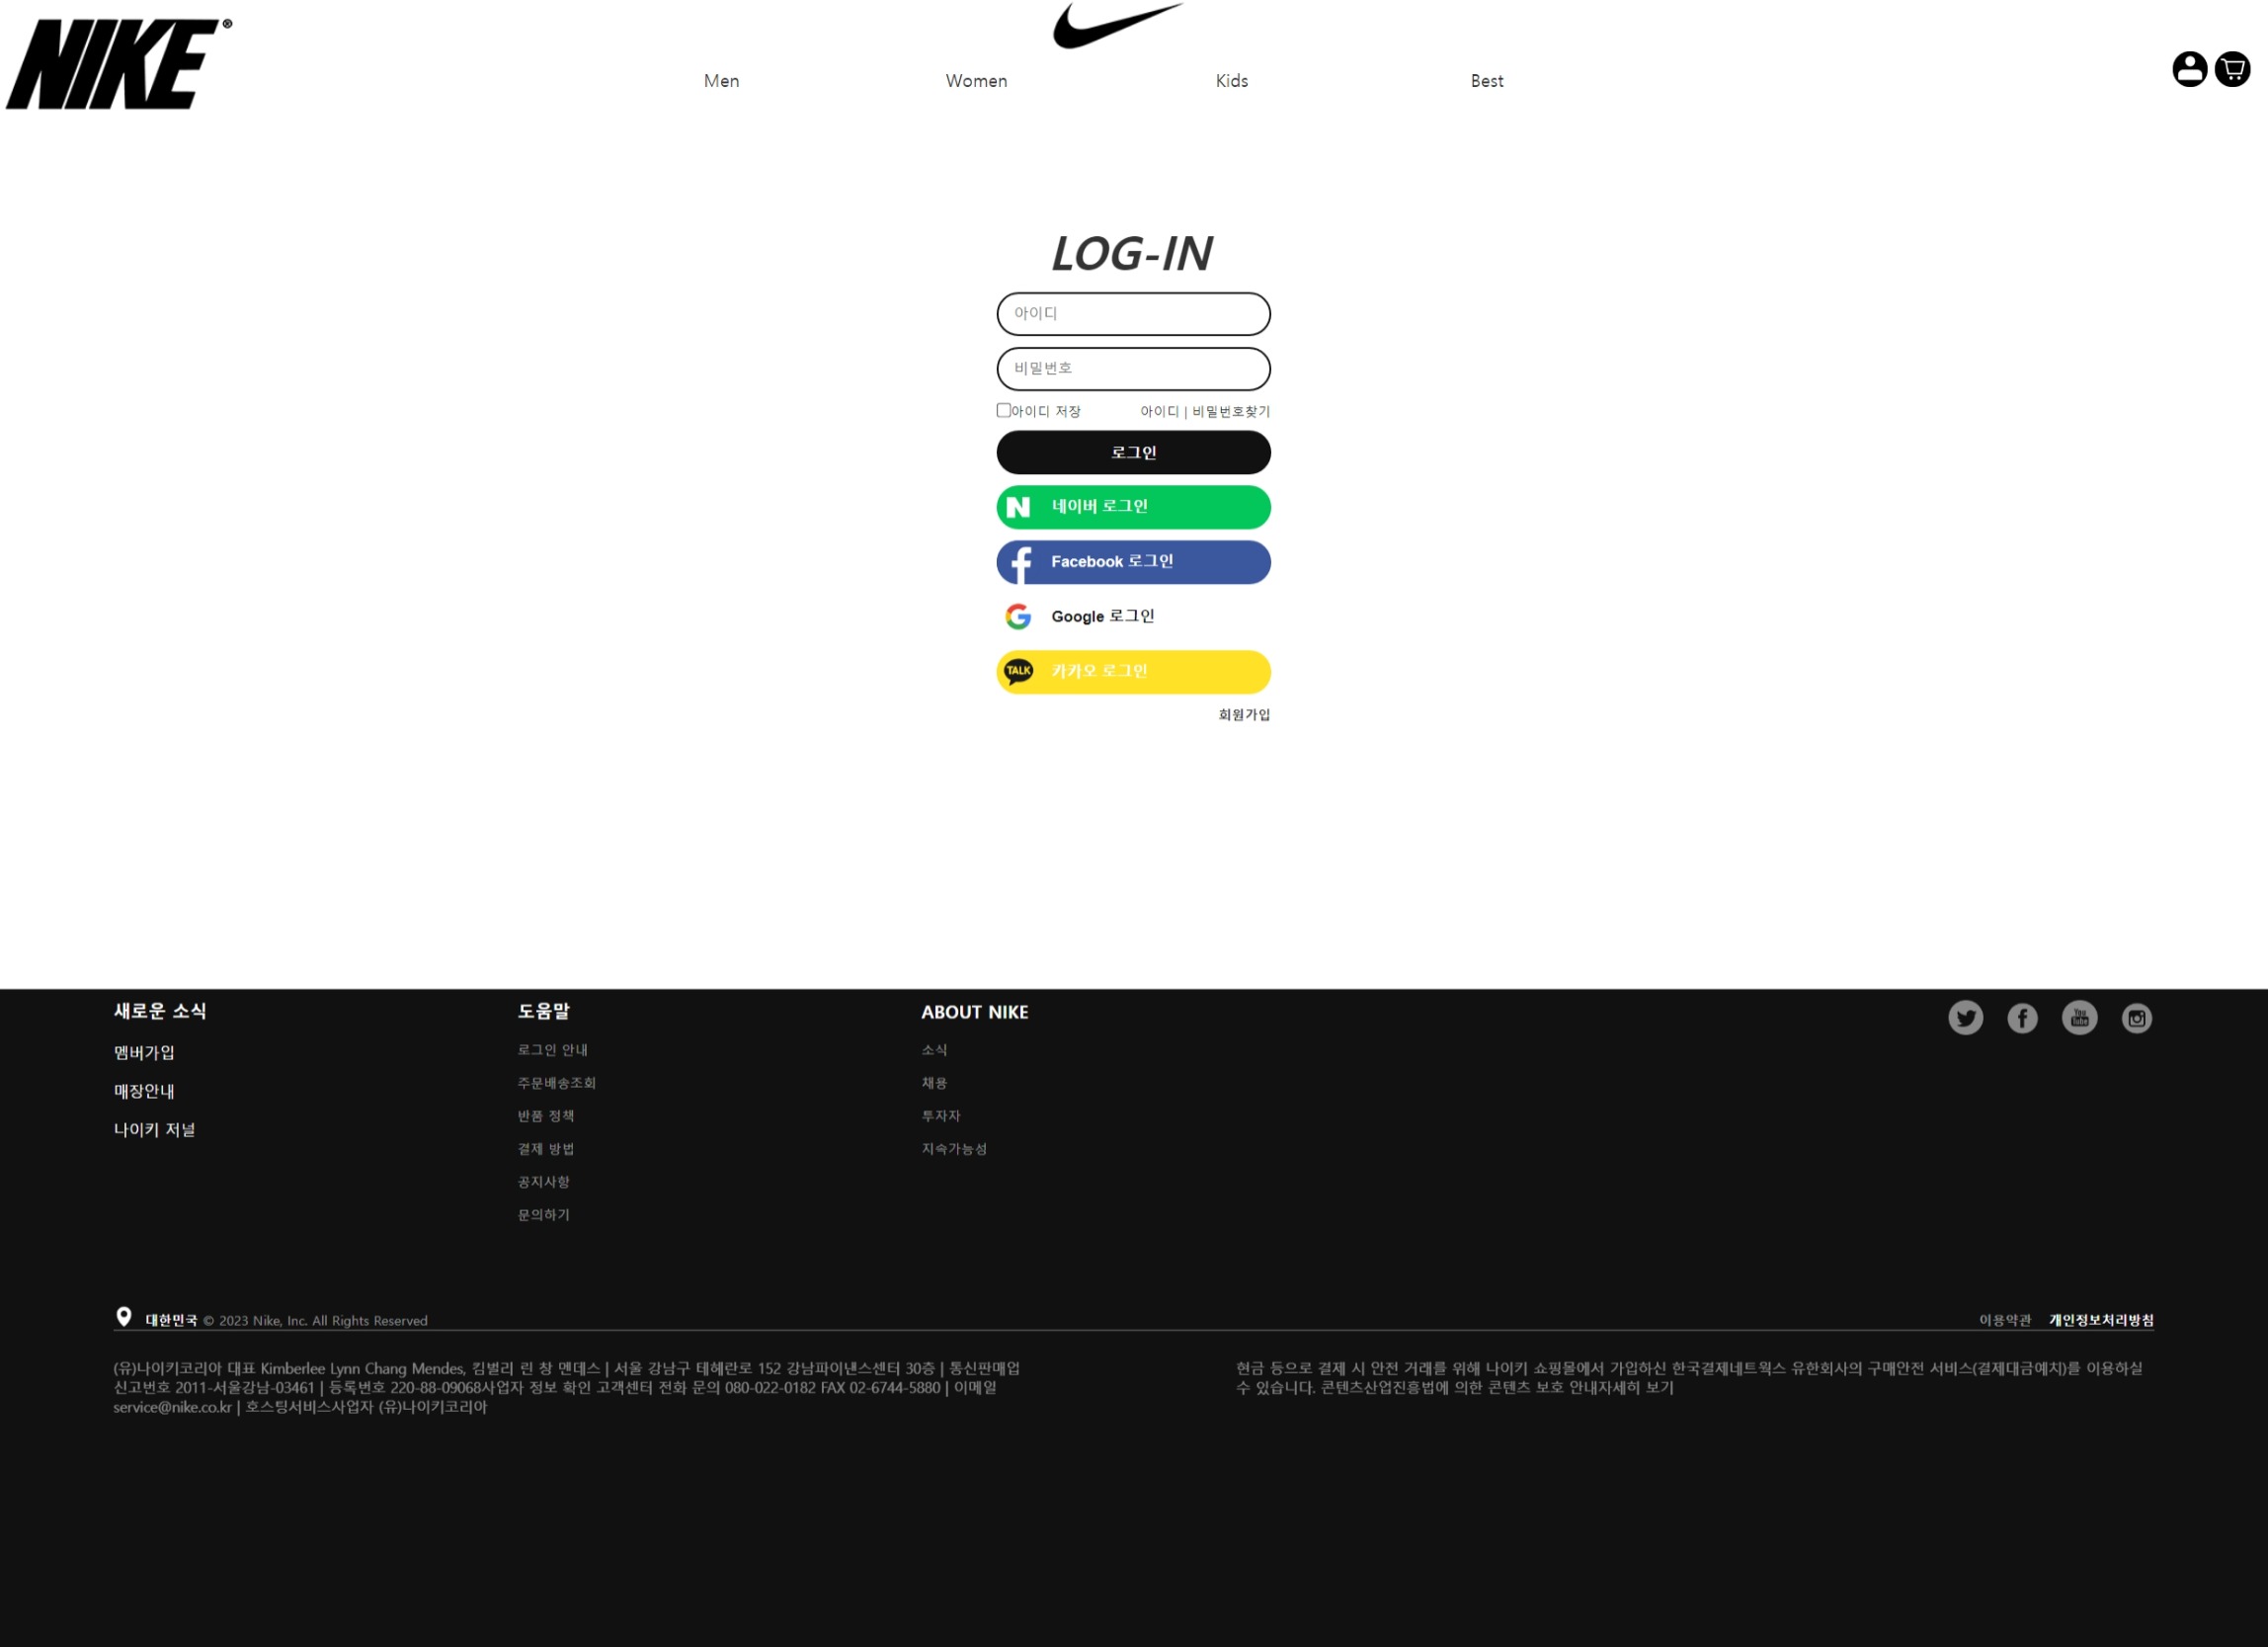 NIKE®
Men
Women
Kids
Best
LOG-IN
아이디
비밀번호
아이디 저장
아이디 | 비밀번호찾기
로그인
N 네이버 로그인
f Facebook 로그인
G Google 로그인
TALK 카카오 로그인
회원가입
새로운 소식
멤버가입
매장안내
나이키 저널
도움말
로그인 안내
주문배송조회
반품 정책
결제 방법
공지사항
문의하기
ABOUT NIKE
소식
채용
투자자
지속가능성
f
You Tube
대한민국 © 2023 Nike, Inc. All Rights Reserved
이용약관 개인정보처리방침
(유)나이키코리아 대표 Kimberlee Lynn Chang Mendes, 킴벌리 린 창 멘데스 | 서울 강남구 테헤란로 152 강남파이낸스센터 30층 | 통신판매업
신고번호 2011-서울강남-03461 | 등록번호 220-88-09068사업자 정보 확인 고객센터 전화 문의 080-022-0182 FAX 02-6744-5880 | 이메일
service@nike.co.kr | 호스팅서비스사업자 (유)나이키코리아
현금 등으로 결제 시 안전 거래를 위해 나이키 쇼핑몰에서 가입하신 한국결제네트웍스 유한회사의 구매안전 서비스(결제대금예치)를 이용하실
수 있습니다. 콘텐츠산업진흥법에 의한 콘텐츠 보호 안내자세히 보기